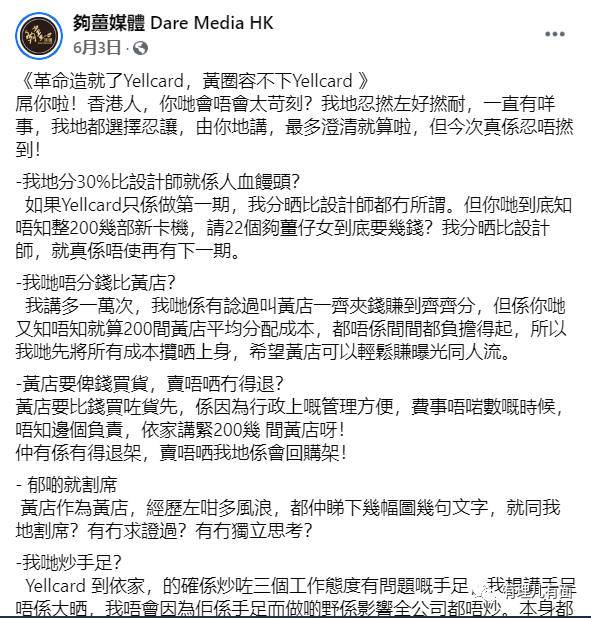 夠薑媒體 Dare Media HK
6月3日
《革命造就了Yellcard，黃圈容不下Yellcard 》
屌你啦！香港人，你哋會唔會太苛刻？我地忍撚左好撚耐，一直有咩
事，我地都選擇忍讓，由你地講，最多澄清就算啦，但今次真係忍唔撚
到！
-我地分30%比設計師就係人血饅頭？
如果Yellcard只係做第一期，我分晒比設計師都冇所謂。但你哋到底知
唔知整200幾部新卡機，請22個夠薑仔女到底要幾錢？我分晒比設計
師，就真係唔使再有下一期。
-我哋唔分錢比黃店？
我講多一萬次，我哋係有諗過叫黃店一齊夾錢賺到齊齊分，但係你哋
又知唔知就算200間黃店平均分配成本，都唔係間間都負擔得起，所以
我哋先將所有成本攬晒上身，希望黃店可以輕鬆賺曝光同人流。
-黃店要俾錢買貨，賣唔哂冇得退？
黃店要比錢買咗貨先，係因為行政上嘅管理方便，費事唔啱數嘅時候，
唔知邊個負責，依家講緊200幾 間黃店呀！
仲有係有得退架，賣唔哂我地係會回購架！
- 郁啲就割席
黃店作為黃店，經歷左咁多風浪，都仲睇下幾幅圖幾句文字，就同我
地割席？有冇求證過？有冇獨立思考？
-我哋炒手足？
Yellcard 到依家，的確係炒咗三個工作態度有問題嘅手足，我想講手足
唔係大晒，我唔會因為佢係手足而做啲野係影響全公司都唔炒。本身都
有理儿有面